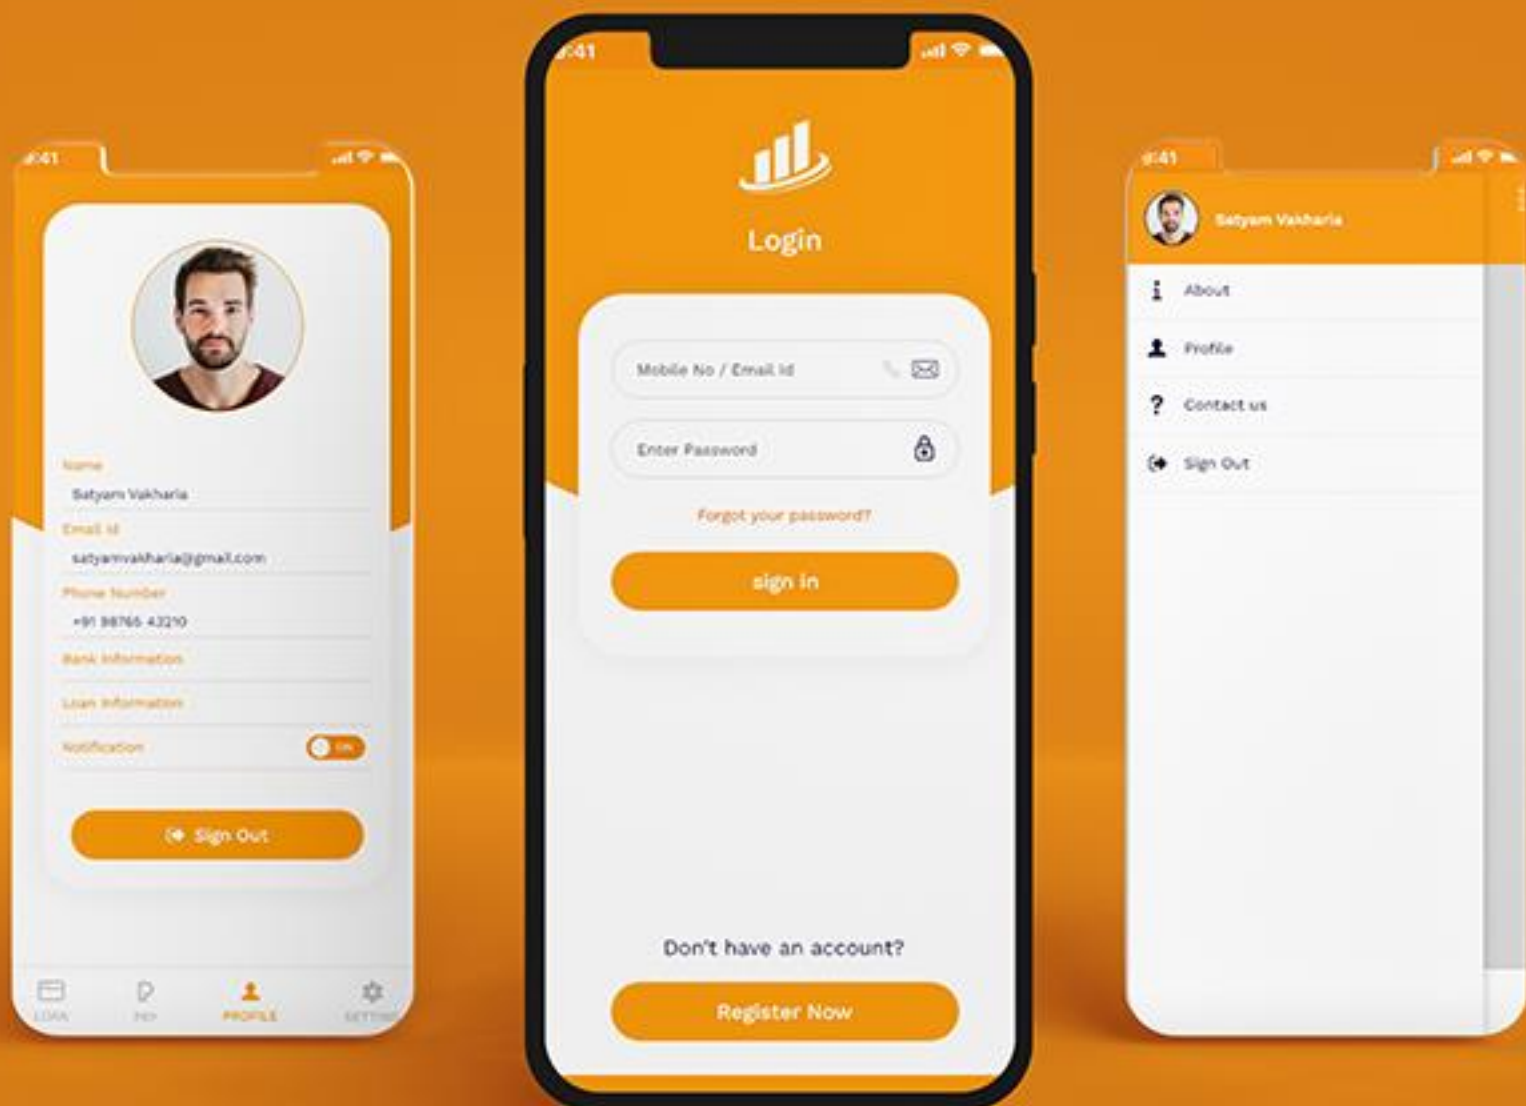 9:41
Name
Satyam Vakharia
Email Id
satyamvakharia@gmail.com
Phone Number
+91 98765 43210
Bank Information
Loan Information
Notification
ON
Sign Out
LOAN
PAY
PROFILE
SETTING
9:41
Login
Mobile No / Email Id
Enter Password
Forgot your password?
sign in
Don't have an account?
Register Now
9:41
Satyam Vakharia
About
Profile
Contact us
Sign Out